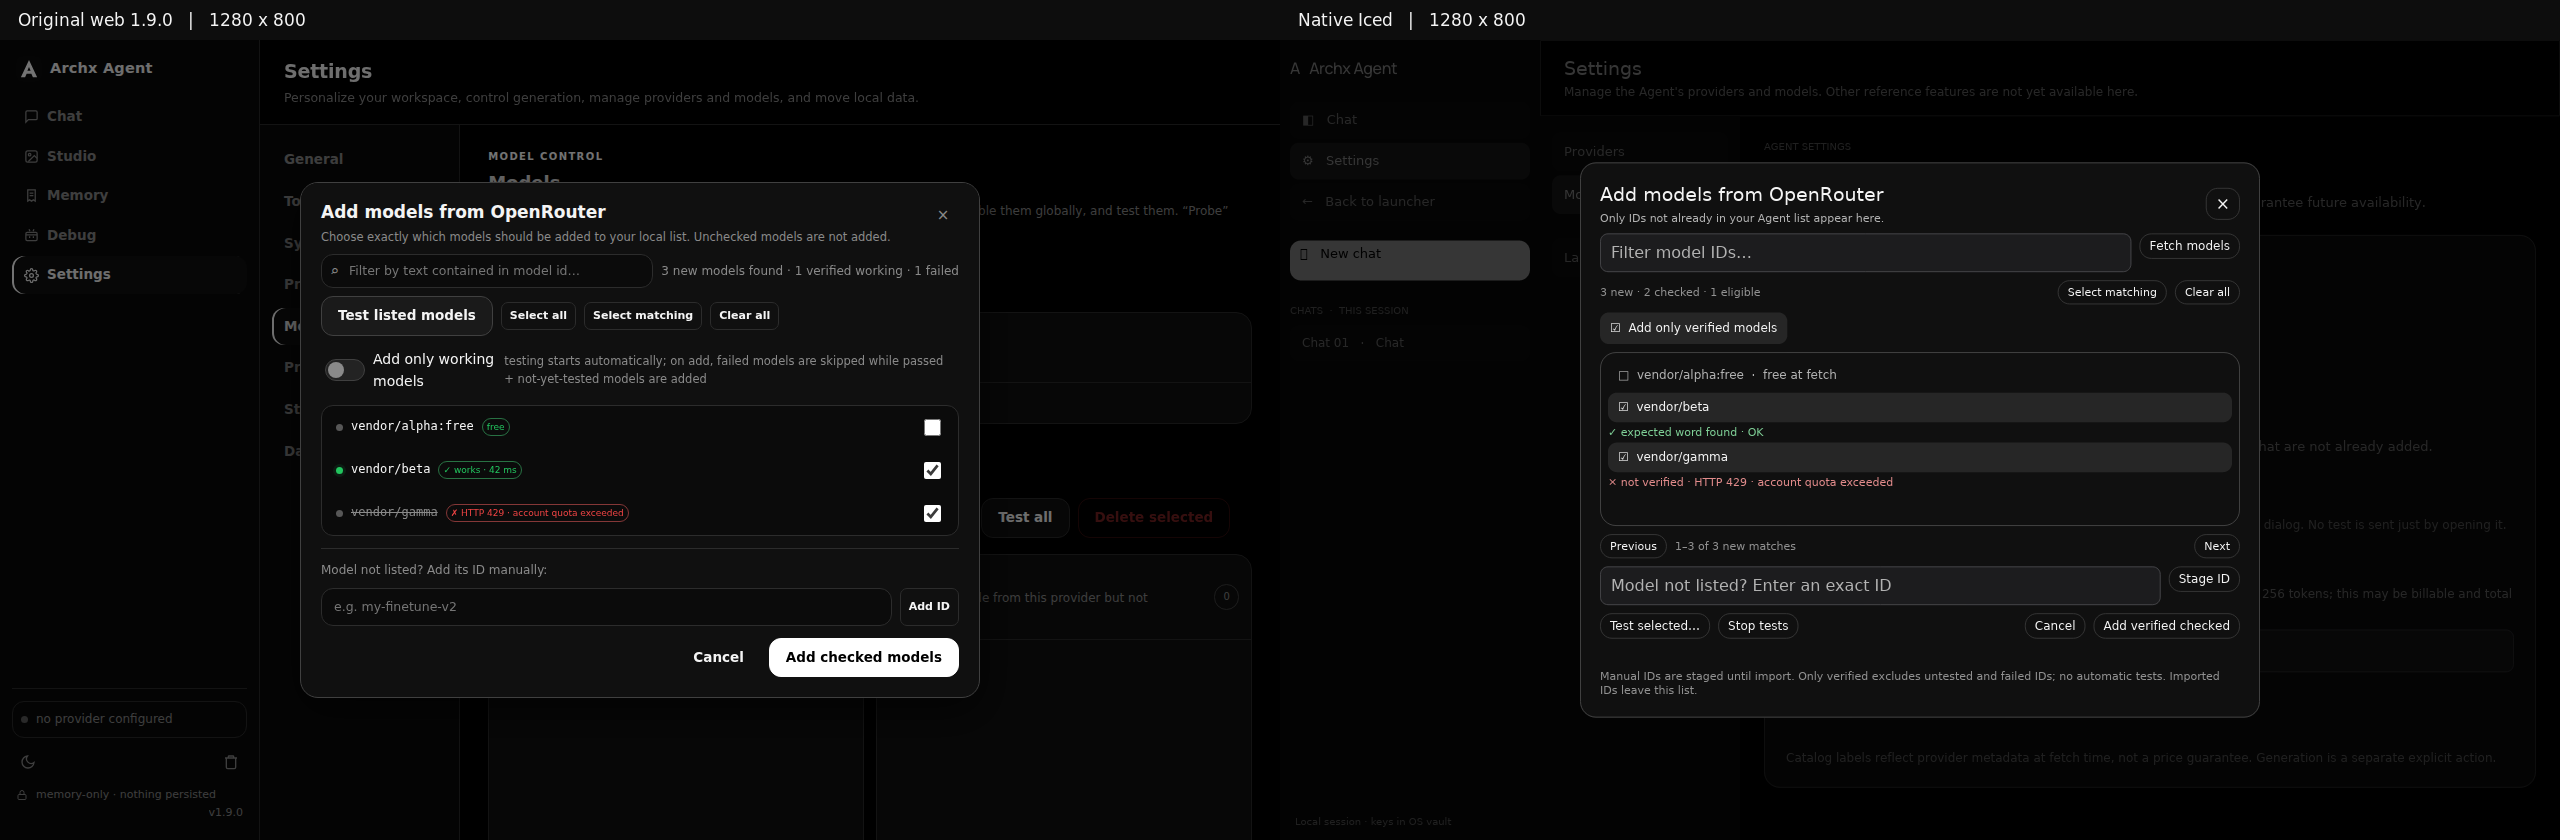 Original web 1.9.0 | 1280 x 800
Archx Agent
Chat
Studio
Memory
Debug
Settings
no provider configured
memory-only · nothing persisted
v1.9.0
Settings
Personalize your workspace, control generation, manage providers and models, and move local data.
General
MODEL CONTROL
Models
ble them globally, and test them. “Probe”
Test all
Delete selected
e from this provider but not
0
Add models from OpenRouter
×
Choose exactly which models should be added to your local list. Unchecked models are not added.
Filter by text contained in model id...
3 new models found · 1 verified working · 1 failed
Test listed models
Select all
Select matching
Clear all
Add only working models
testing starts automatically; on add, failed models are skipped while passed
+ not-yet-tested models are added
vendor/alpha:free free
vendor/beta ✓ works · 42 ms
vendor/gamma ✗ HTTP 429 · account quota exceeded
Model not listed? Add its ID manually:
e.g. my-finetune-v2
Add ID
Cancel
Add checked models
Native Iced | 1280 x 800
A Archx Agent
Chat
Settings
← Back to launcher
New chat
CHATS · THIS SESSION
Chat 01 · Chat
Local session · keys in OS vault
Settings
Manage the Agent's providers and models. Other reference features are not yet available here.
Providers
AGENT SETTINGS
rantee future availability.
hat are not already added.
dialog. No test is sent just by opening it.
256 tokens; this may be billable and total
Catalog labels reflect provider metadata at fetch time, not a price guarantee. Generation is a separate explicit action.
Add models from OpenRouter
×
Only IDs not already in your Agent list appear here.
Filter model IDs...
Fetch models
3 new · 2 checked · 1 eligible
Select matching
Clear all
☑ Add only verified models
☐ vendor/alpha:free · free at fetch
☑ vendor/beta
✓ expected word found · OK
☑ vendor/gamma
× not verified · HTTP 429 · account quota exceeded
Previous
1–3 of 3 new matches
Next
Model not listed? Enter an exact ID
Stage ID
Test selected...
Stop tests
Cancel
Add verified checked
Manual IDs are staged until import. Only verified excludes untested and failed IDs; no automatic tests. Imported
IDs leave this list.